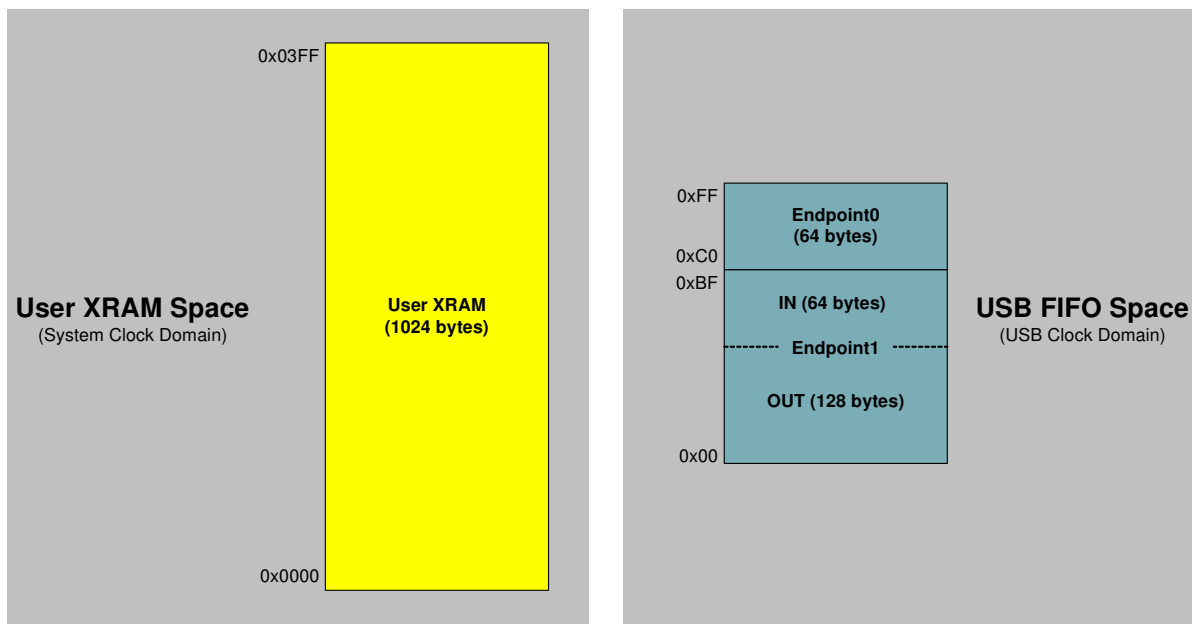 0x03FF
User XRAM Space
(System Clock Domain)
User XRAM
(1024 bytes)
0x0000
0xFF
Endpoint0
(64 bytes)
0xC0
0xBF
IN (64 bytes)
USB FIFO Space
(USB Clock Domain)
Endpoint1
OUT (128 bytes)
0x00